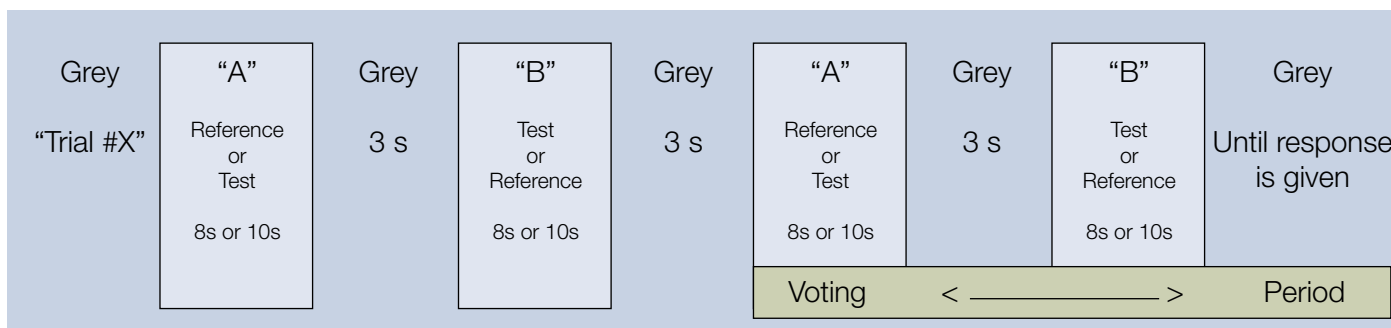 Grey “A” Grey “B” Grey “A” Grey “B” Grey
“Trial #X” Reference or Test 3 s Test or Reference 3 s Reference or Test 3 s Test or Reference Until response is given
8s or 10s 8s or 10s 8s or 10s 8s or 10s
Voting < > Period